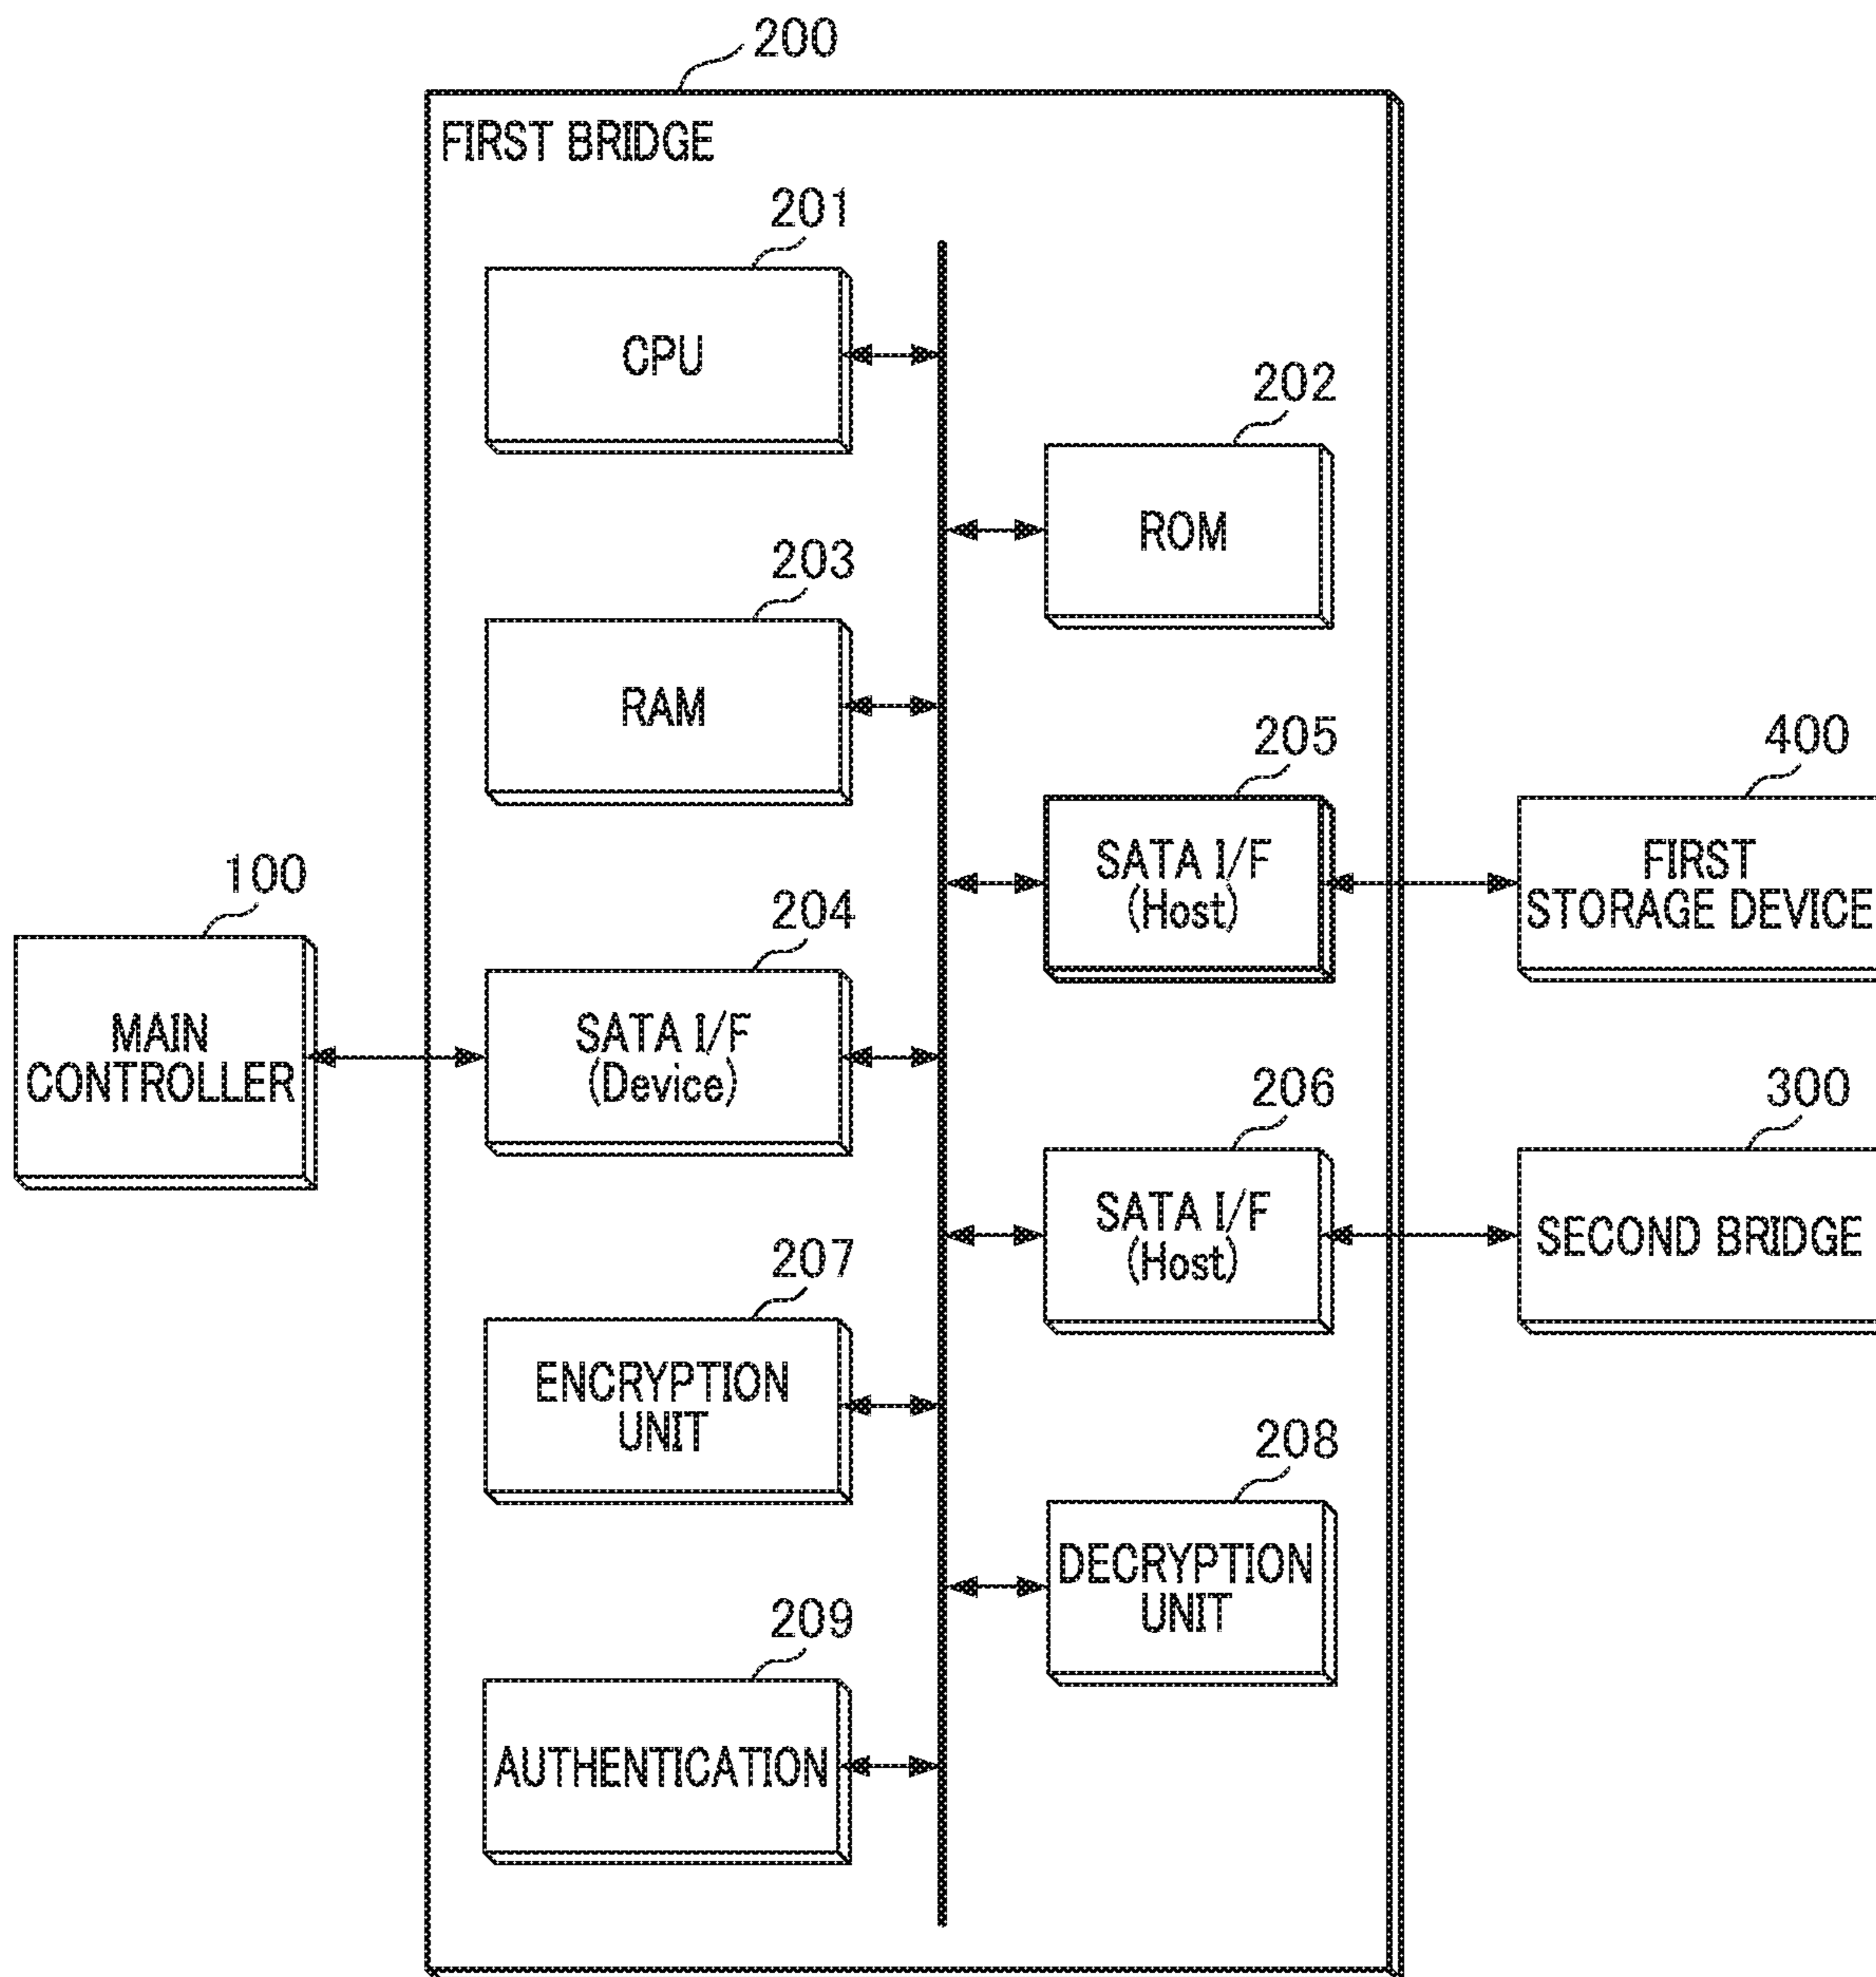 200
FIRST BRIDGE
201
CPU
202
ROM
203
RAM
205
SATA I/F
(Host)
400
FIRST
STORAGE DEVICE
100
MAIN
CONTROLLER
204
SATA I/F
(Device)
206
SATA I/F
(Host)
300
SECOND BRIDGE
207
ENCRYPTION
UNIT
208
DECRYPTION
UNIT
209
AUTHENTICATION